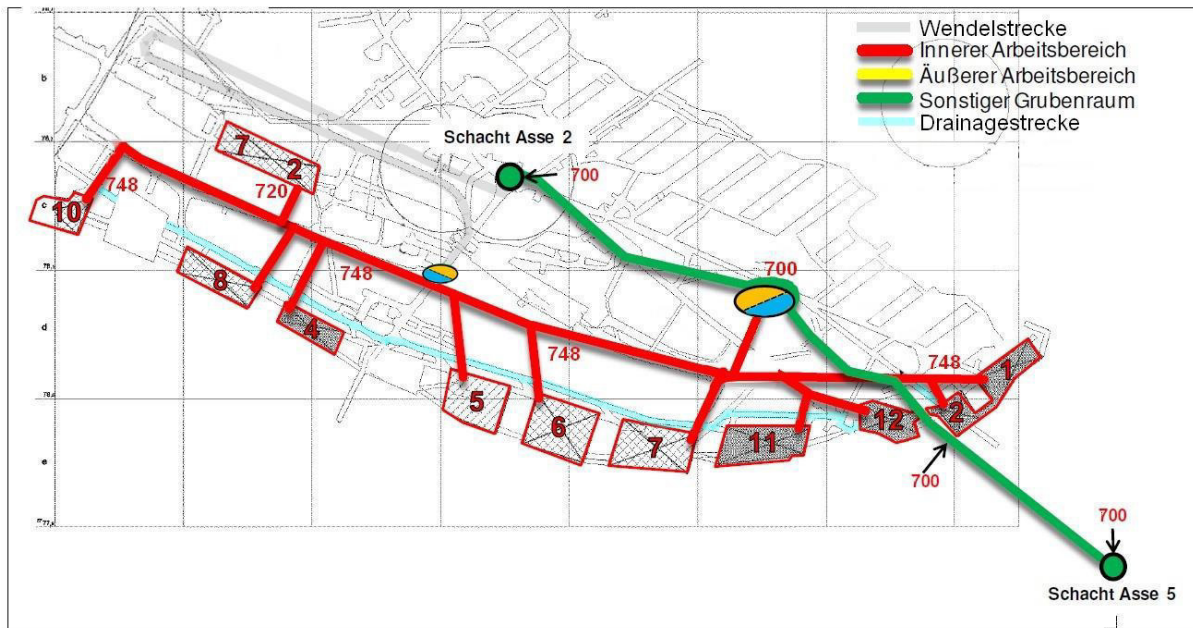 Wendelstrecke
Innerer Arbeitsbereich
Äußerer Arbeitsbereich
Sonstiger Grubenraum
Drainagestrecke
b
Schacht Asse 2
7
2
700
748
720
c
10
700
8
748
d
4
748
748
1
5
2
6
12
7
11
e
700
700
Schacht Asse 5